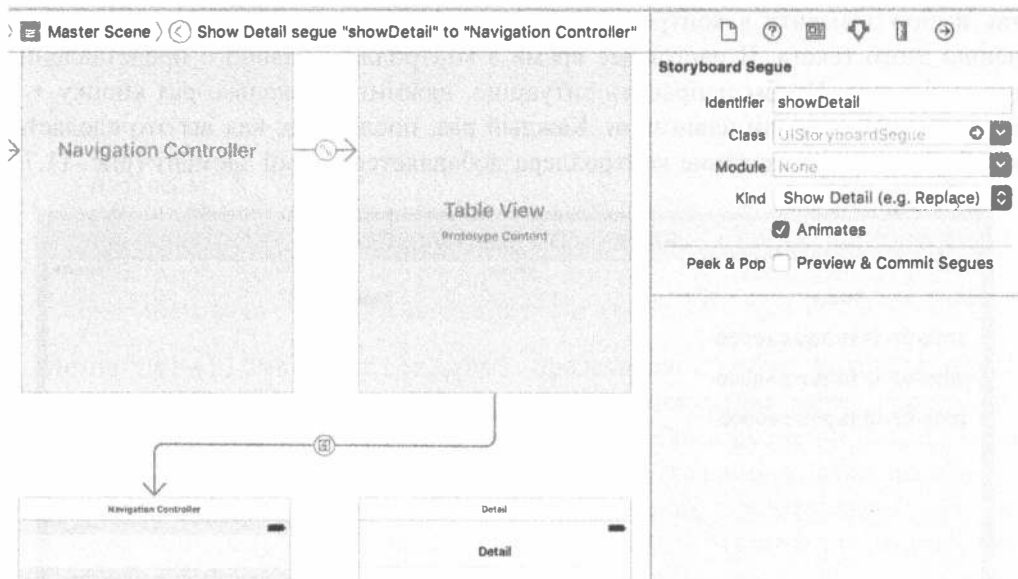 Master Scene
Show Detail segue "showDetail" to "Navigation Controller"
Storyboard Segue
Identifier showDetail
Class UIStoryboardSegue
Module None
Kind Show Detail (e.g. Replace)
Animates
Peek & Pop Preview & Commit Segues
Navigation Controller
Table View
Prototype Content
Navigation Controller
Detail
Detail